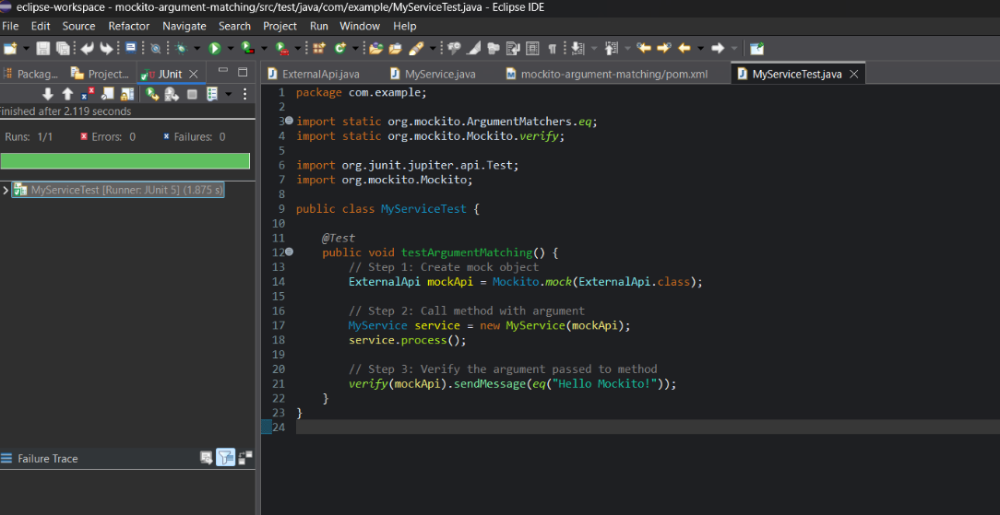 eclipse-workspace - mockito-argument-matching/src/test/java/com/example/MyServiceTest.java - Eclipse IDE
File Edit Source Refactor Navigate Search Project Run Window Help
Packag... Project... JUnit
ExternalApi.java MyService.java mockito-argument-matching/pom.xml MyServiceTest.java
inished after 2.119 seconds
Runs: 1/1 Errors: 0 Failures: 0
MyServiceTest [Runner: JUnit 5] (1.875 s)
Failure Trace
1 package com.example;
2
3 import static org.mockito.ArgumentMatchers.eq;
4 import static org.mockito.Mockito.verify;
5
6 import org.junit.jupiter.api.Test;
7 import org.mockito.Mockito;
8
9 public class MyServiceTest {
10
11 @Test
12 public void testArgumentMatching() {
13 // Step 1: Create mock object
14 ExternalApi mockApi = Mockito.mock(ExternalApi.class);
15
16 // Step 2: Call method with argument
17 MyService service = new MyService(mockApi);
18 service.process();
19
20 // Step 3: Verify the argument passed to method
21 verify(mockApi).sendMessage(eq("Hello Mockito!"));
22 }
23 }
24